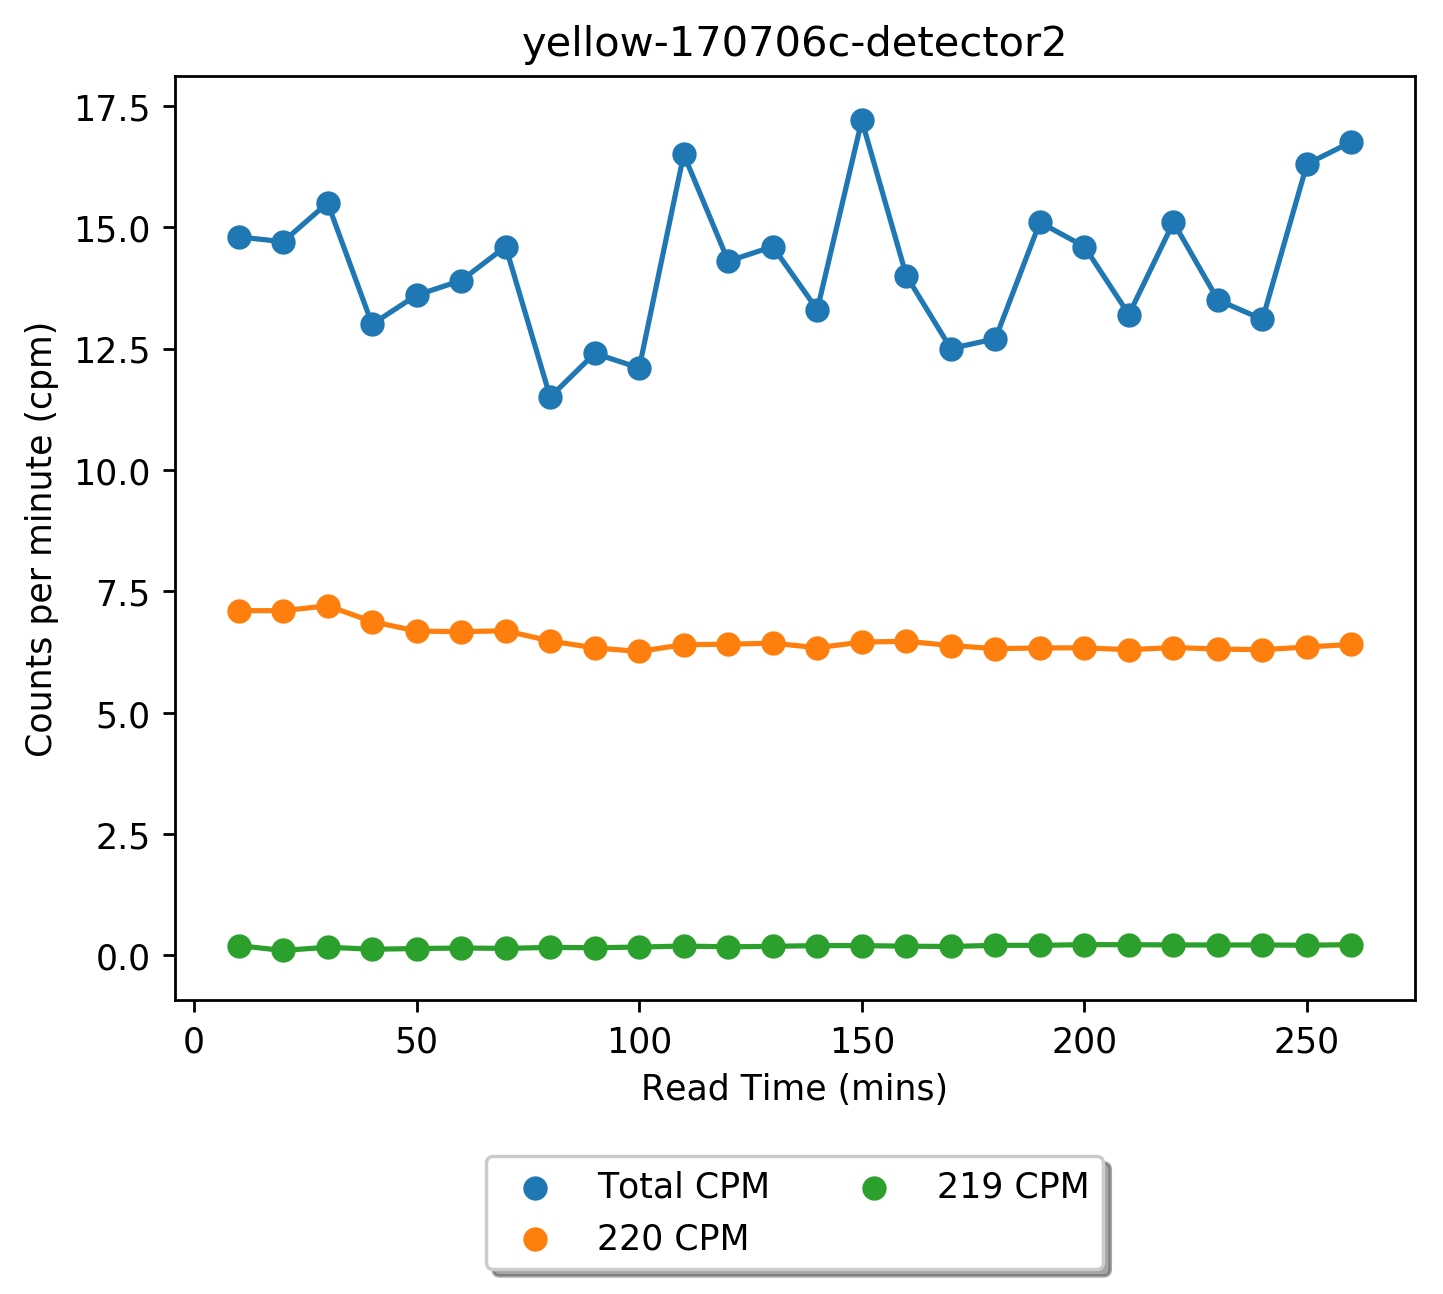 yellow-170706c-detector2
17.5
15.0
12.5
10.0
7.5
5.0
2.5
0.0
Counts per minute (cpm)
0 50 100 150 200 250
Read Time (mins)
Total CPM 219 CPM
220 CPM